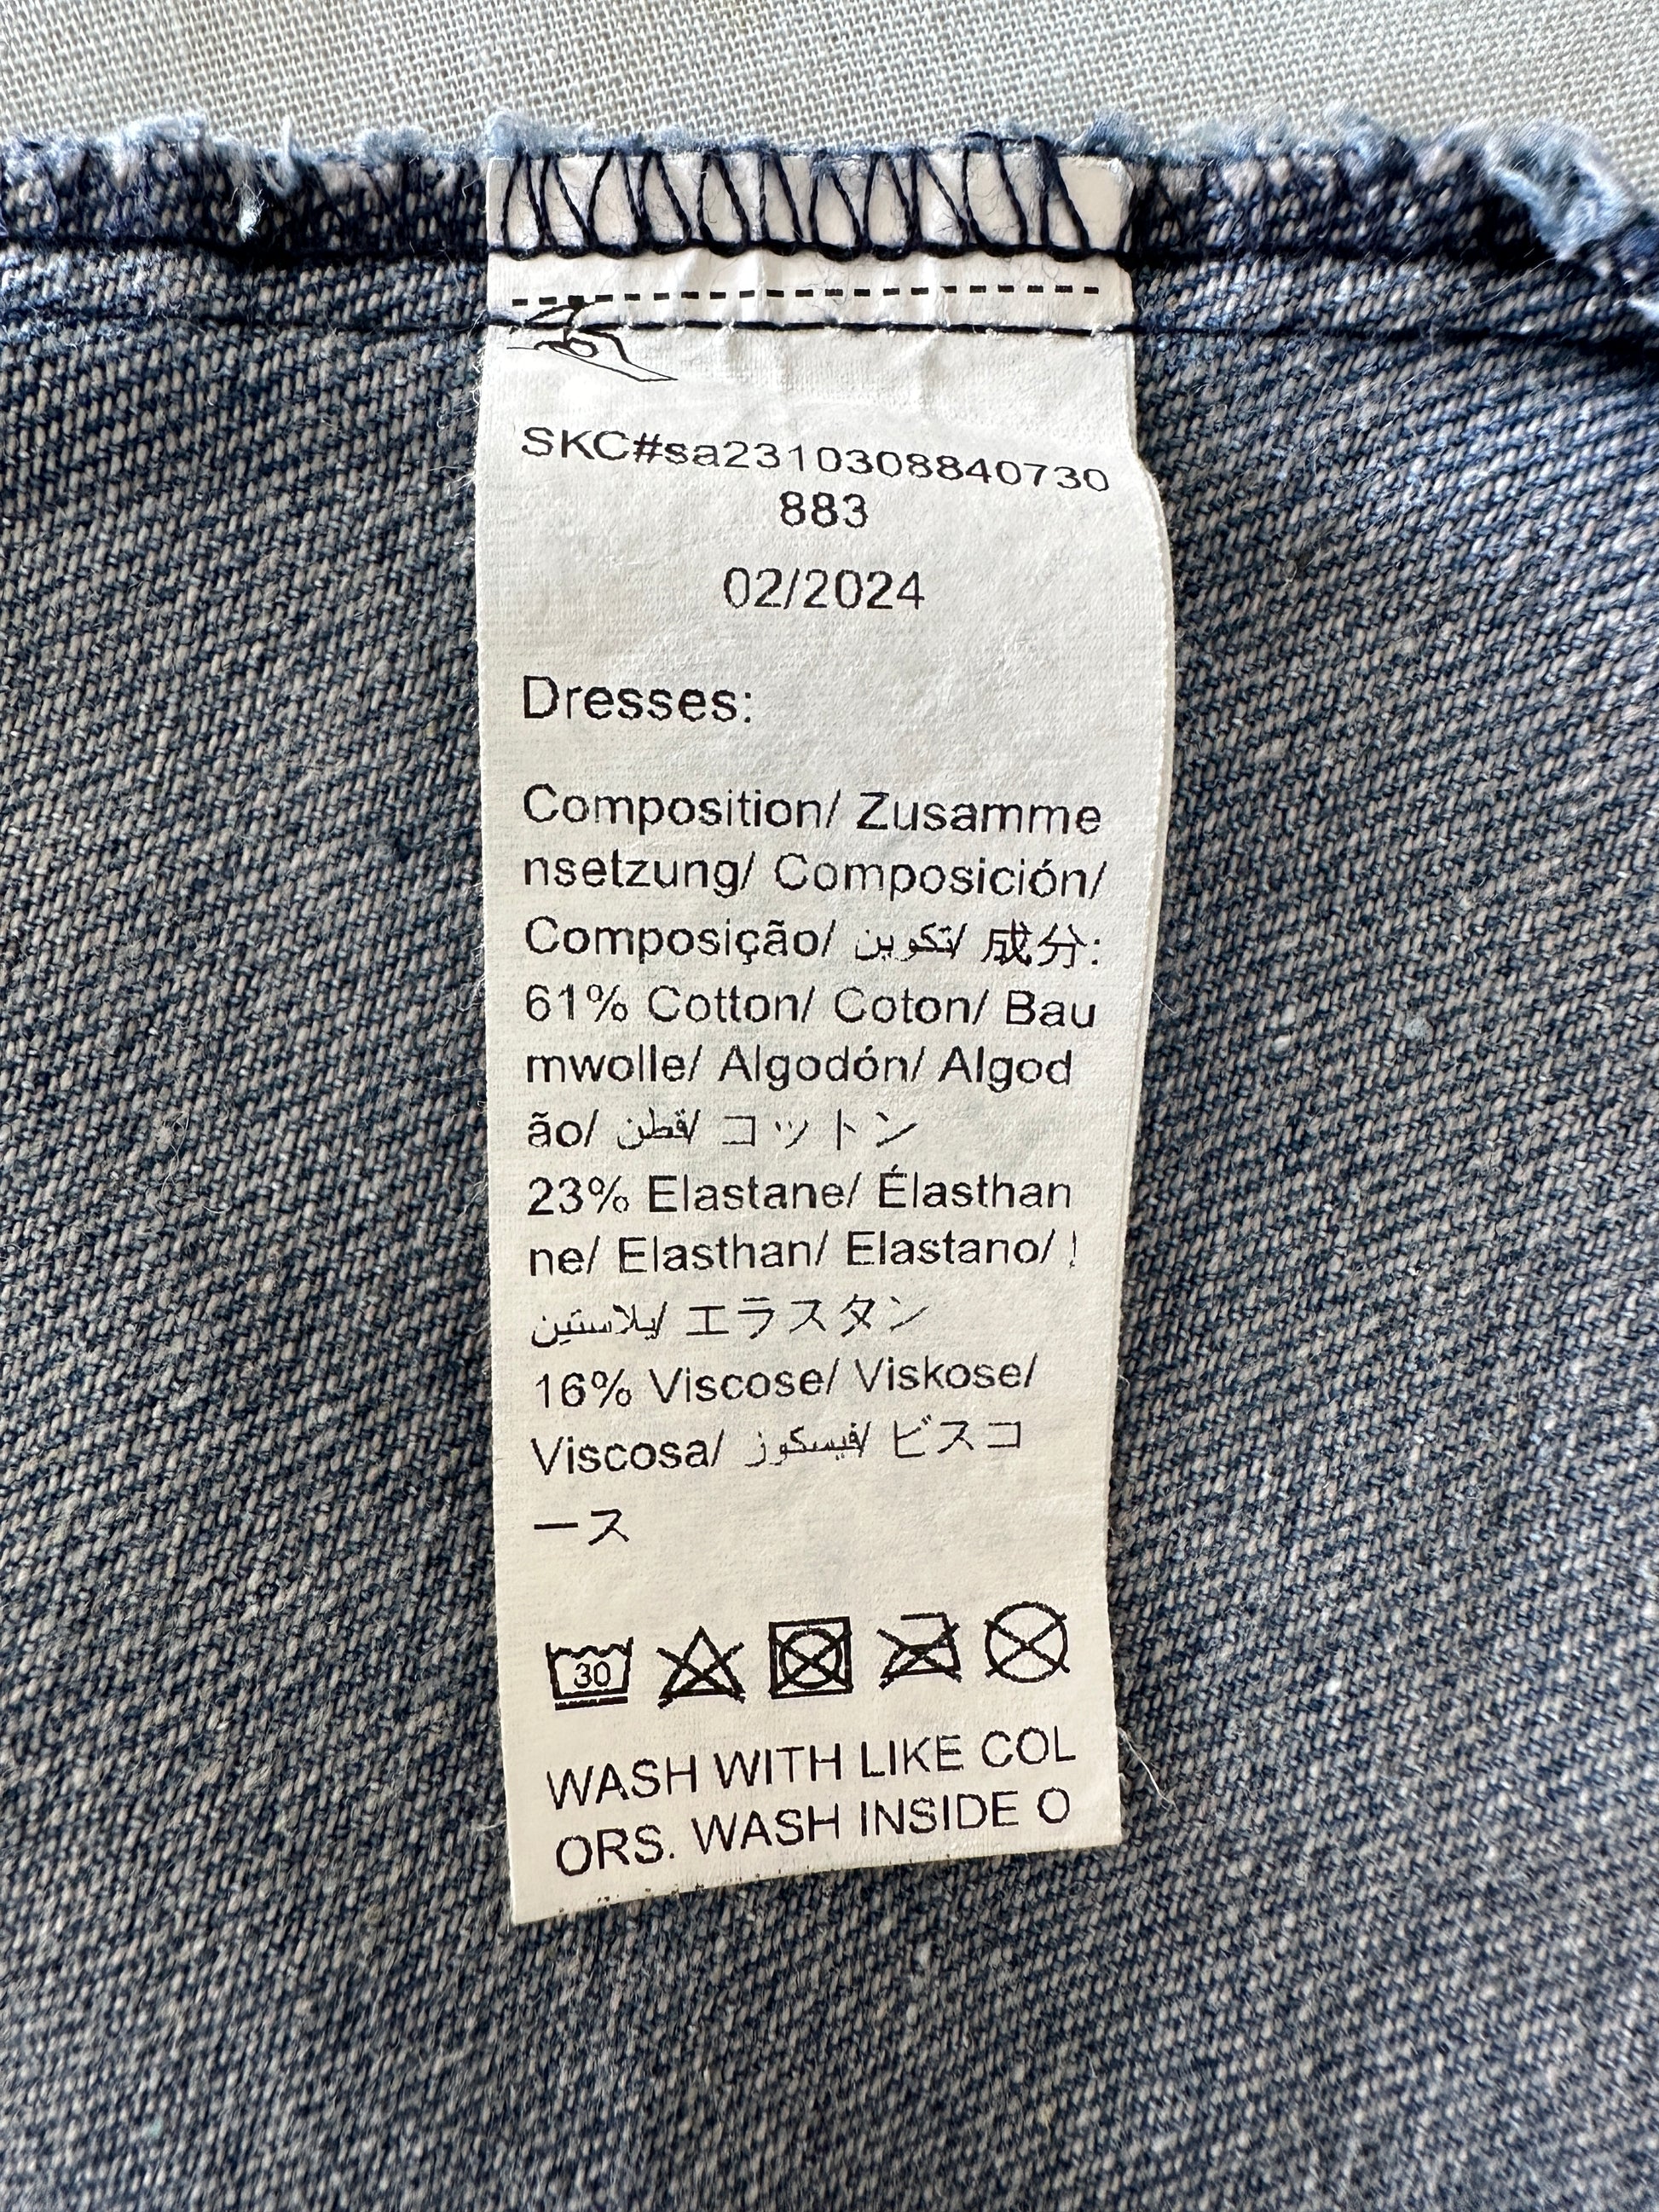 SKC#sa2310308840730
883
02/2024
Dresses:
Composition/ Zusamme
nsetzung/ Composición/
Composição/ تكوين/ 成分:
61% Cotton/ Coton/ Bau
mwolle/ Algodón/ Algod
ão/ قطن/ コットン
23% Elastane/ Élasthan
ne/ Elasthan/ Elastano/ إ
يلاستين/ エラスタン
16% Viscose/ Viskose/
Viscosa/ فيسكوز/ ビスコ
ース
30
WASH WITH LIKE COL
ORS. WASH INSIDE O